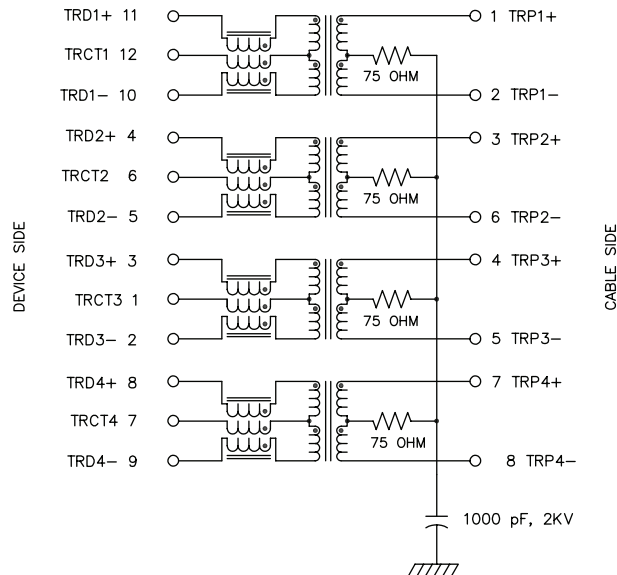 TRD1+ 11
1 TRP1+
TRCT1 12
75 OHM
TRD1− 10
2 TRP1−
TRD2+ 4
3 TRP2+
TRCT2 6
75 OHM
TRD2− 5
6 TRP2−
DEVICE SIDE
CABLE SIDE
TRD3+ 3
4 TRP3+
TRCT3 1
75 OHM
TRD3− 2
5 TRP3−
TRD4+ 8
7 TRP4+
TRCT4 7
75 OHM
TRD4− 9
8 TRP4−
1000 pF, 2KV